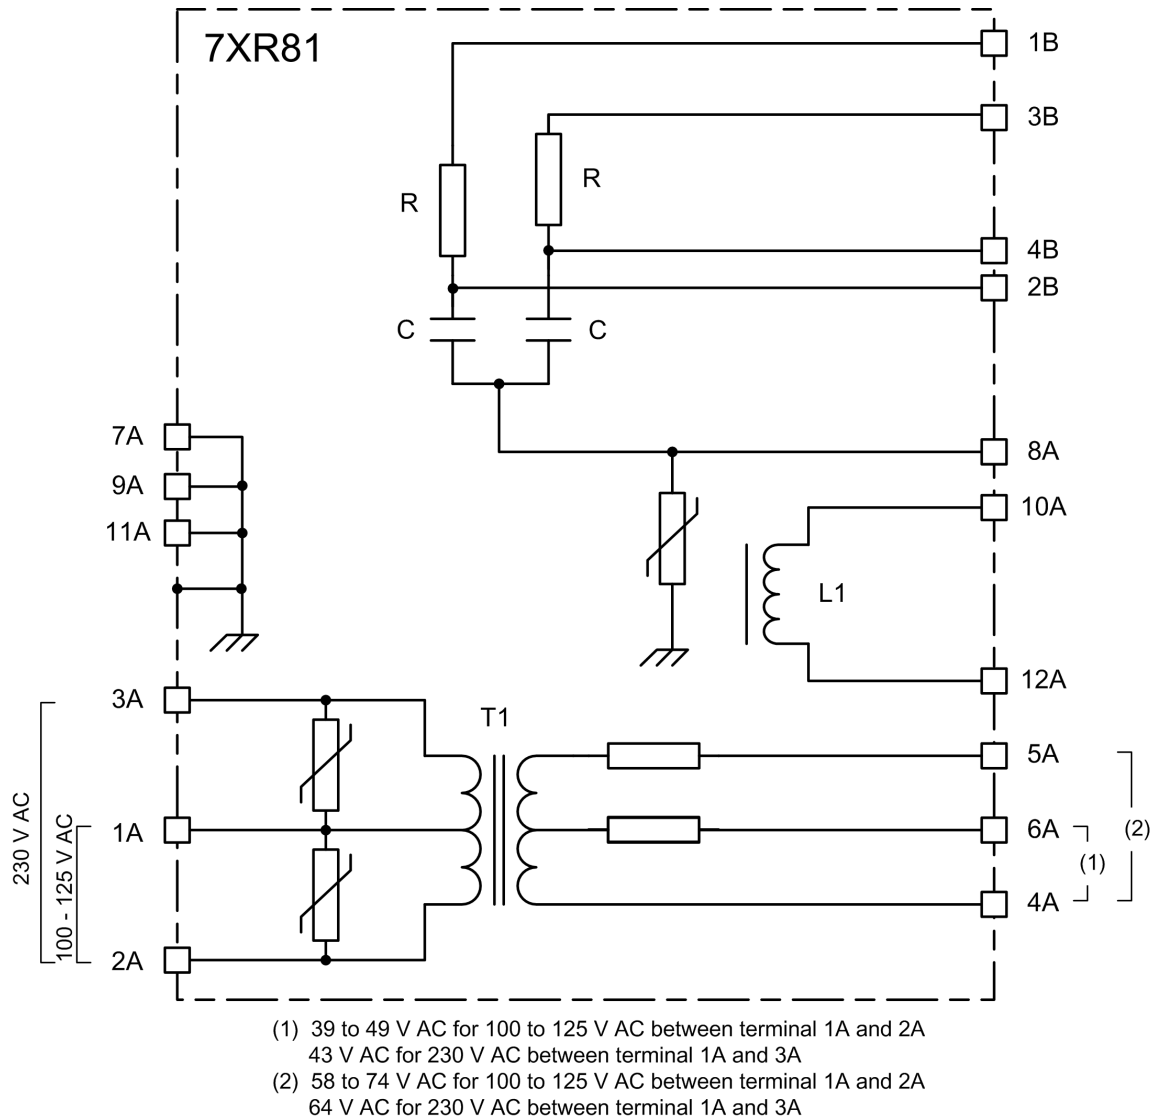 7XR81
1B
3B
R
R
4B
2B
C
C
7A
8A
9A
10A
11A
L1
12A
3A
T1
5A
230 V AC
100 - 125 V AC
1A
6A
(1)
(2)
4A
2A
(1) 39 to 49 V AC for 100 to 125 V AC between terminal 1A and 2A
43 V AC for 230 V AC between terminal 1A and 3A
(2) 58 to 74 V AC for 100 to 125 V AC between terminal 1A and 2A
64 V AC for 230 V AC between terminal 1A and 3A